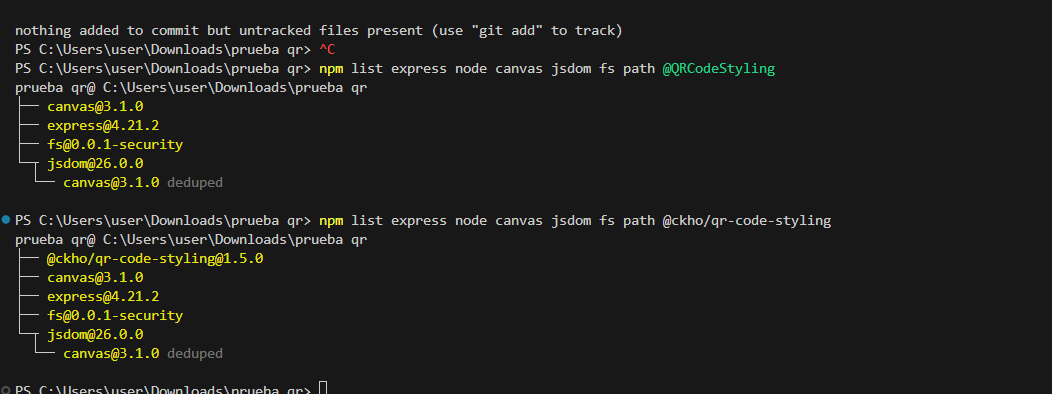 nothing added to commit but untracked files present (use "git add" to track)
PS C:\Users\user\Downloads\prueba qr> ^C
PS C:\Users\user\Downloads\prueba qr> npm list express node canvas jsdom fs path @QRCodeStyling
prueba qr@ C:\Users\user\Downloads\prueba qr
├── canvas@3.1.0
├── express@4.21.2
├── fs@0.0.1-security
└─┬ jsdom@26.0.0
  └── canvas@3.1.0 deduped
PS C:\Users\user\Downloads\prueba qr> npm list express node canvas jsdom fs path @ckho/qr-code-styling
prueba qr@ C:\Users\user\Downloads\prueba qr
├── @ckho/qr-code-styling@1.5.0
├── canvas@3.1.0
├── express@4.21.2
├── fs@0.0.1-security
└─┬ jsdom@26.0.0
  └── canvas@3.1.0 deduped
PS C:\Users\user\Downloads\prueba qr>